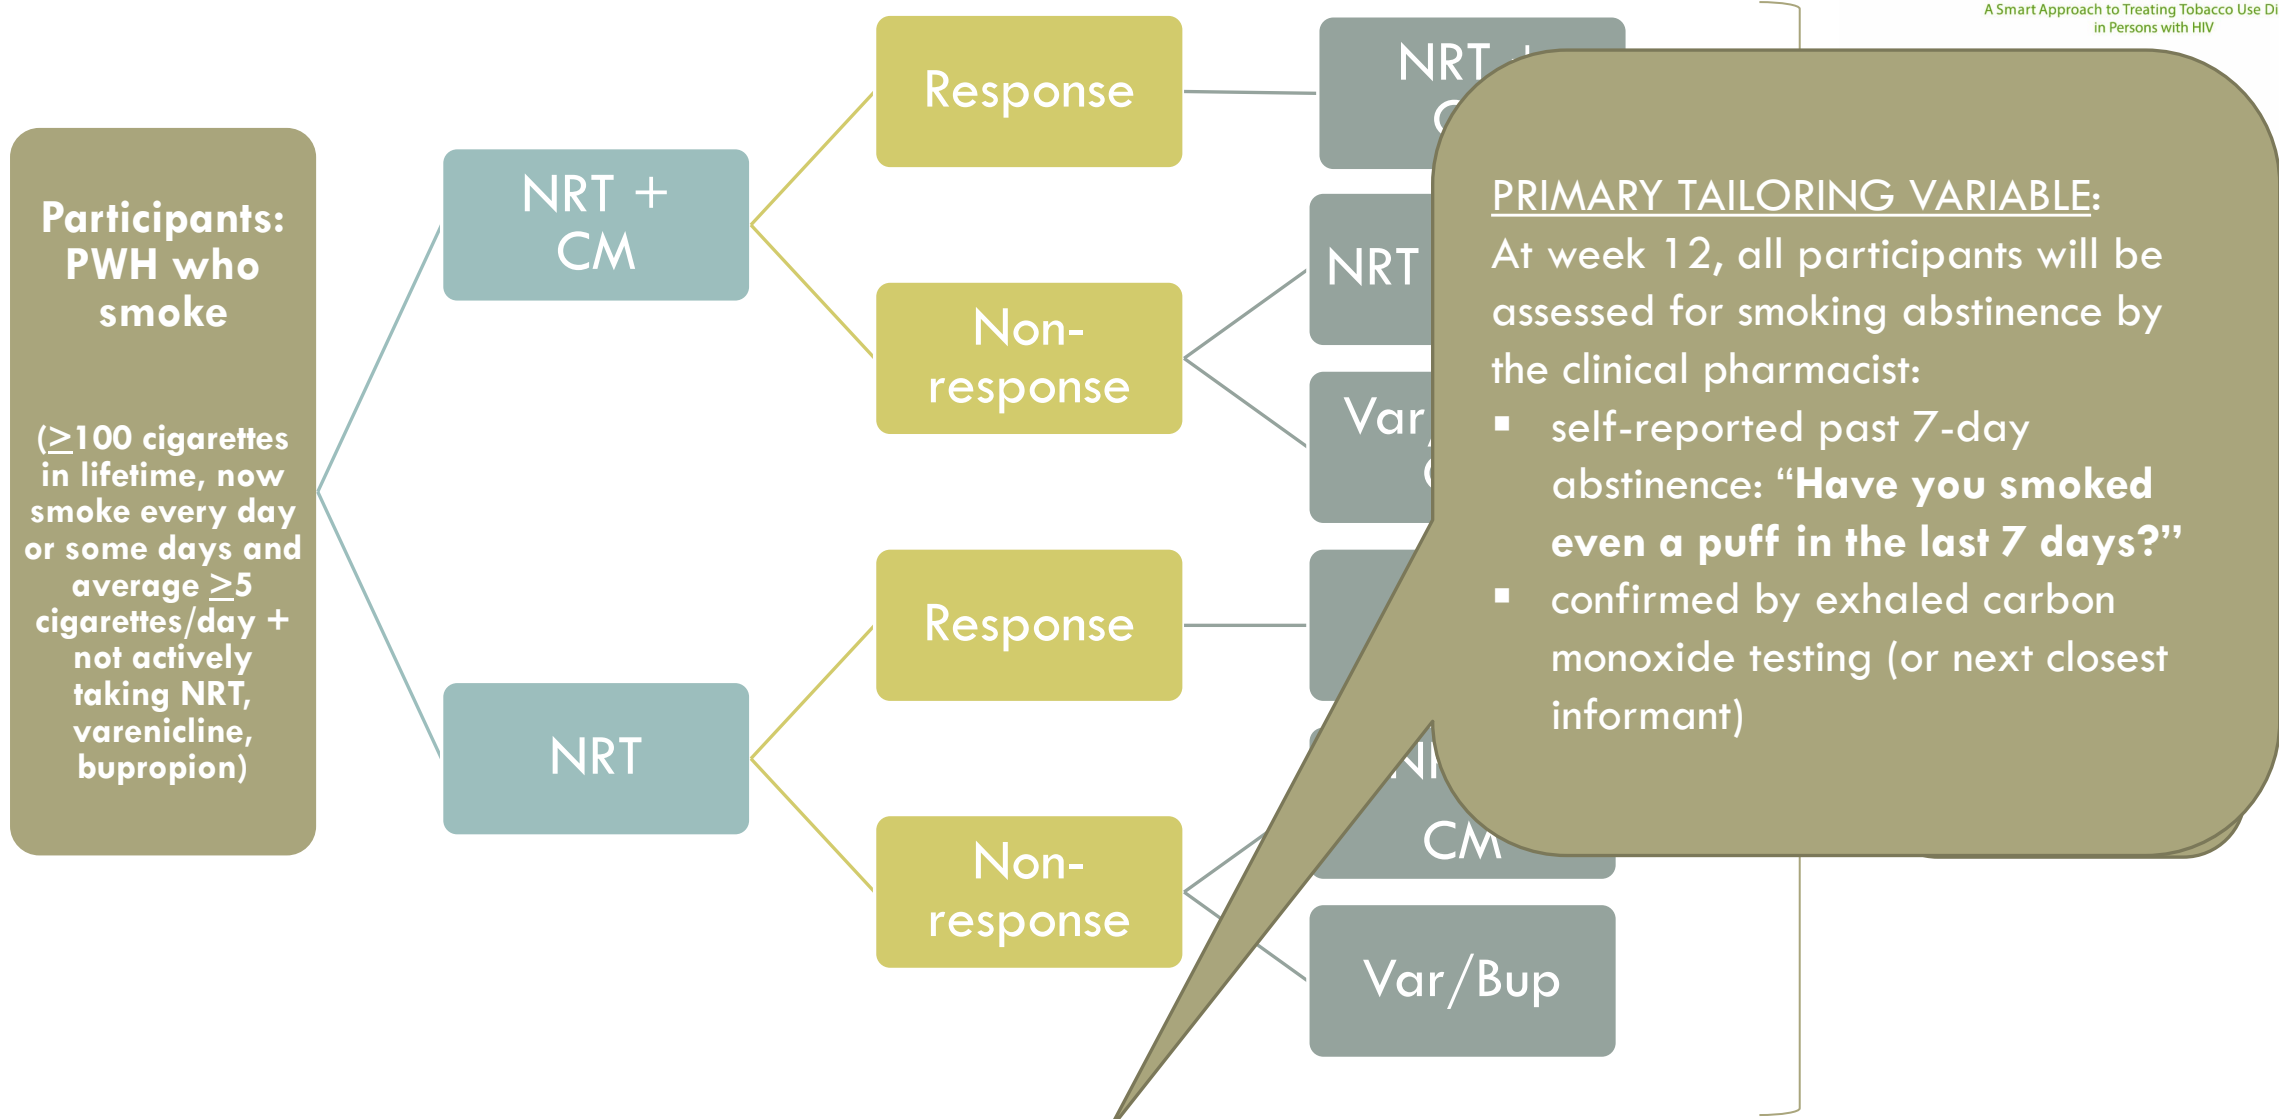 A Smart Approach to Treating Tobacco Use Di
in Persons with HIV
Participants:
PWH who
smoke
(≥100 cigarettes
in lifetime, now
smoke every day
or some days and
average ≥5
cigarettes/day +
not actively
taking NRT,
varenicline,
bupropion)
NRT +
CM
NRT
Response
Non-
response
Response
Non-
response
NRT +
NRT
Var
CM
Var/Bup
PRIMARY TAILORING VARIABLE:
At week 12, all participants will be
assessed for smoking abstinence by
the clinical pharmacist:
▪ self-reported past 7-day
abstinence: “Have you smoked
even a puff in the last 7 days?”
▪ confirmed by exhaled carbon
monoxide testing (or next closest
informant)